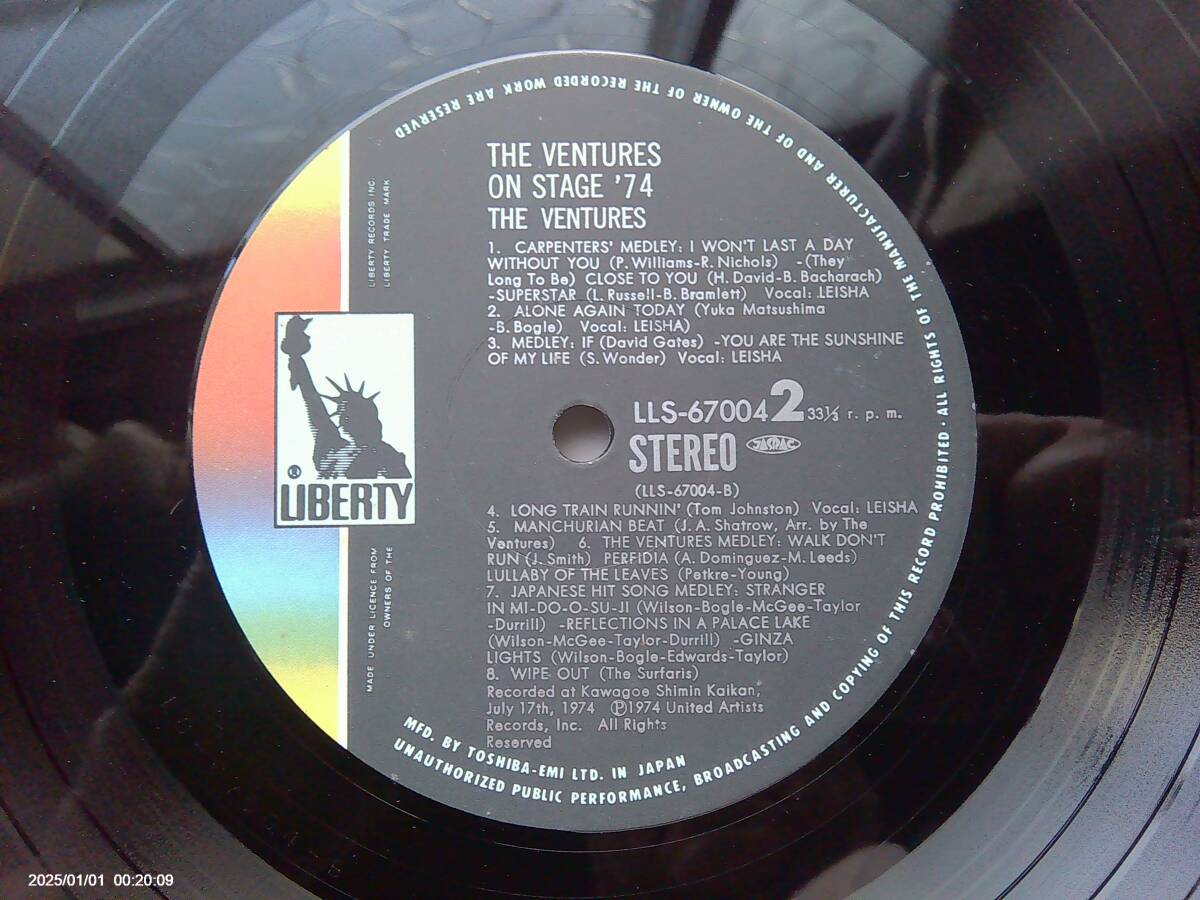 THE VENTURES
ON STAGE '74
THE VENTURES
1. CARPENTERS' MEDLEY: I WON'T LAST A DAY
WITHOUT YOU (P. Williams-R. Nichols) -(They
Long To Be) CLOSE TO YOU (H. David-B. Bacharach)
-SUPERSTAR (L. Russell-B. Bramlett) Vocal: LEISHA
2. ALONE AGAIN TODAY (Yuka Matsushima
-B. Bogle) Vocal: LEISHA)
3. MEDLEY: IF (David Gates) -YOU ARE THE SUNSHINE
OF MY LIFE (S. Wonder) Vocal: LEISHA
LLS-67004 2 33⅓ r. p. m.
STEREO JASRAC
(LLS-67004-B)
4. LONG TRAIN RUNNIN' (Tom Johnston) Vocal: LEISHA
5. MANCHURIAN BEAT (J. A. Shatrow, Arr. by The
Ventures) 6. THE VENTURES MEDLEY: WALK DON'T
RUN (J. Smith) PERFIDIA (A. Dominguez-M. Leeds)
LULLABY OF THE LEAVES (Petkre-Young)
7. JAPANESE HIT SONG MEDLEY: STRANGER
IN MI-DO-O-SU-JI (Wilson-Bogle-McGee-Taylor
-Durrill) -REFLECTIONS IN A PALACE LAKE
(Wilson-McGee-Taylor-Durrill) -GINZA
LIGHTS (Wilson-Bogle-Edwards-Taylor)
8. WIPE OUT (The Surfaris)
Recorded at Kawagoe Shimin Kaikan,
July 17th, 1974 Ⓟ1974 United Artists
Records, Inc. All Rights
Reserved
LIBERTY RECORDS INC.
LIBERTY TRADE MARK
®
LIBERTY
MADE UNDER LICENCE FROM
OWNERS OF THE
MFD. BY TOSHIBA-EMI LTD. IN JAPAN
UNAUTHORIZED PUBLIC PERFORMANCE, BROADCASTING AND COPYING OF THIS RECORD PROHIBITED · ALL RIGHTS OF THE MANUFACTURER AND OF THE OWNER OF THE RECORDED WORK ARE RESERVED
2025/01/01 00:20:09